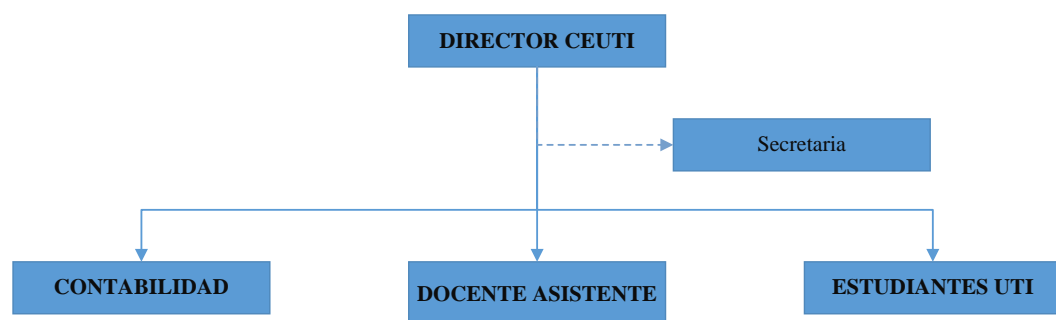 DIRECTOR CEUTI
Secretaria
CONTABILIDAD
DOCENTE ASISTENTE
ESTUDIANTES UTI